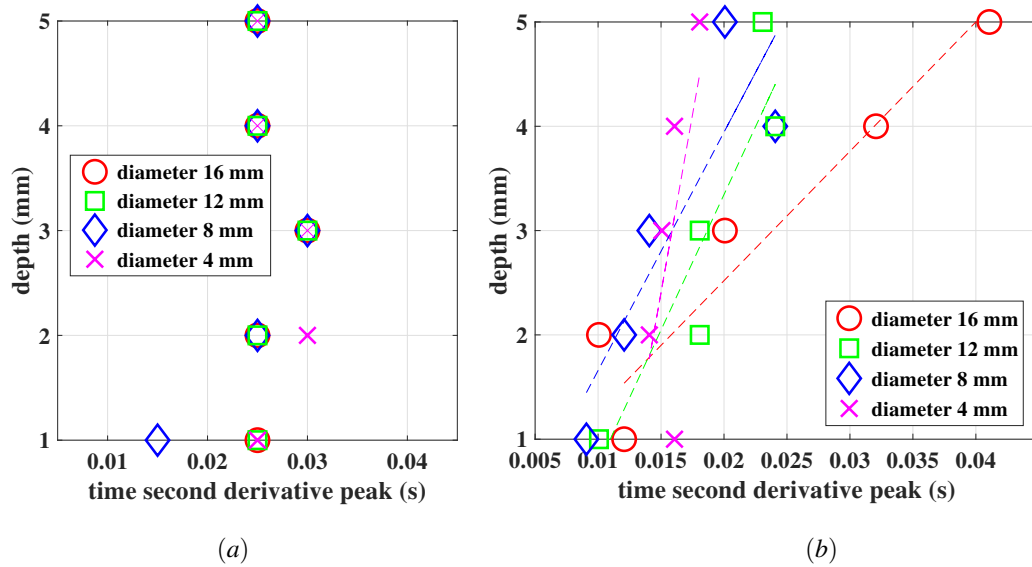 5
4
3
2
1
depth (mm)
diameter 16 mm
diameter 12 mm
diameter 8 mm
diameter 4 mm
0.01 0.02 0.03 0.04
time second derivative peak (s)
(a)
5
4
3
2
1
depth (mm)
diameter 16 mm
diameter 12 mm
diameter 8 mm
diameter 4 mm
0.005 0.01 0.015 0.02 0.025 0.03 0.035 0.04
time second derivative peak (s)
(b)